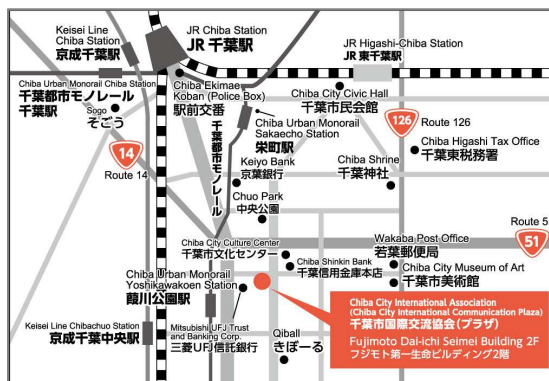 Keisei Line
Chiba Station
京成千葉駅
JR Chiba Station
JR 千葉駅
JR Higashi-Chiba Station
JR 東千葉駅
Chiba Urban Monorail Chiba Station
千葉都市モノレール
千葉駅
Sogo
そごう
Chiba Ekimae
Koban (Police Box)
駅前交番
Chiba City Civic Hall
千葉市民会館
Chiba Urban Monorail
Sakaecho Station
栄町駅
126
Route 126
千葉都市モノレール
14
Route 14
Keiyo Bank
京葉銀行
Chiba Shrine
千葉神社
Chiba Higashi Tax Office
千葉東税務署
Chuo Park
中央公園
Route 5
51
Chiba City Culture Center
千葉市文化センター
Wakaba Post Office
若葉郵便局
Chiba Shinkin Bank
千葉信用金庫本店
Chiba City Museum of Art
千葉市美術館
Chiba Urban Monorail
Yoshikawakoen Station
葭川公園駅
Chiba City International Association
(Chiba City International Communication Plaza)
千葉市国際交流協会(プラザ)
Fujimoto Dai-ichi Seimei Building 2F
フジモト第一生命ビルディング2階
Keisei Line Chibachuo Station
京成千葉中央駅
Mitsubishi UFJ Trust
and Banking Corp.
三菱UFJ信託銀行
Qiball
きぼーる